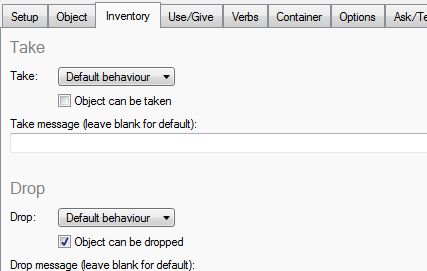 Setup Object Inventory Use/Give Verbs Container Options Ask/Te
Take
Take: Default behaviour
Object can be taken
Take message (leave blank for default):
Drop
Drop: Default behaviour
Object can be dropped
Drop message (leave blank for default):